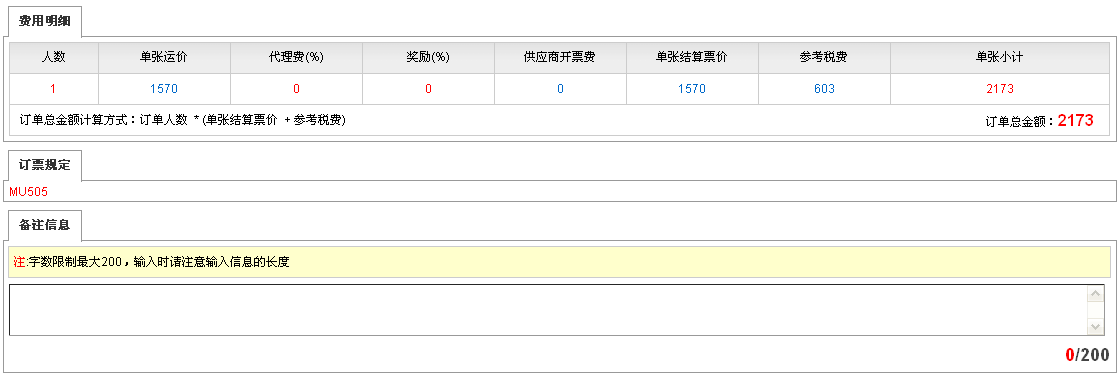 费用明细
人数 单张运价 代理费(%) 奖励(%) 供应商开票费 单张结算票价 参考税费 单张小计
1 1570 0 0 0 1570 603 2173
订单总金额计算方式：订单人数 *(单张结算票价 +参考税费) 订单总金额：2173
订票规定
MU505
备注信息
注:字数限制最大200，输入时请注意输入信息的长度
0/200